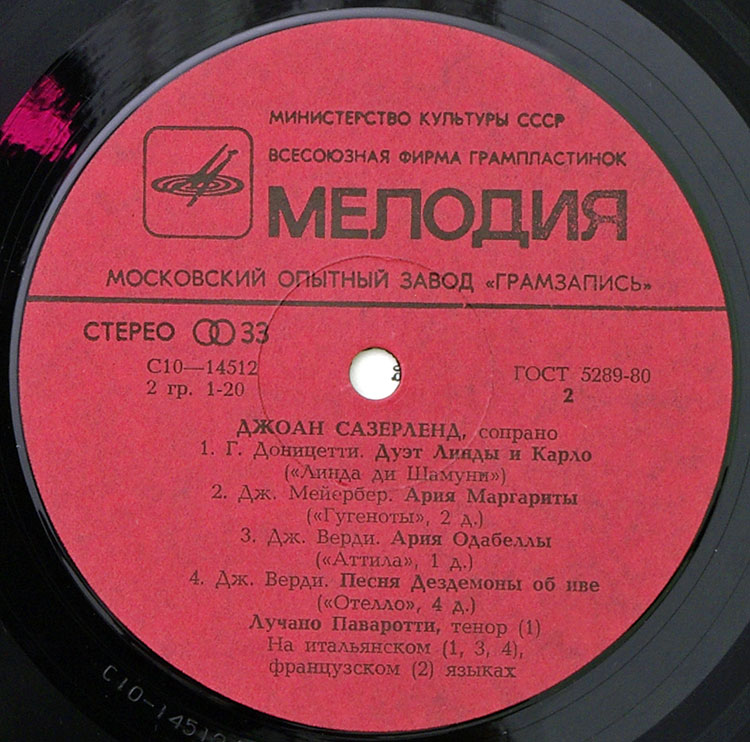 МИНИСТЕРСТВО КУЛЬТУРЫ СССР
ВСЕСОЮЗНАЯ ФИРМА ГРАМПЛАСТИНОК
МЕЛОДИЯ
МОСКОВСКИЙ ОПЫТНЫЙ ЗАВОД «ГРАМЗАПИСЬ»
СТЕРЕО 33
С10—14512
2 гр. 1-20
ГОСТ 5289-80
2
ДЖОАН САЗЕРЛЕНД, сопрано
1. Г. Доницетти. Дуэт Линды и Карло
(«Линда ди Шамуни»)
2. Дж. Мейербер. Ария Маргариты
(«Гугеноты», 2 д.)
3. Дж. Верди. Ария Одабеллы
(«Аттила», 1 д.)
4. Дж. Верди. Песня Дездемоны об иве
(«Отелло», 4 д.)
Лучано Паваротти, тенор (1)
На итальянском (1, 3, 4),
французском (2) языках
С10-14512